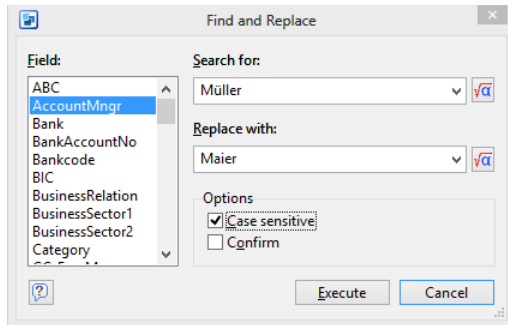 Find and Replace
Field:
ABC
AccountMngr
Bank
BankAccountNo
Bankcode
BIC
BusinessRelation
BusinessSector1
BusinessSector2
Category
Search for:
Müller
√α
Replace with:
Maier
√α
Options
Case sensitive
Confirm
Execute
Cancel